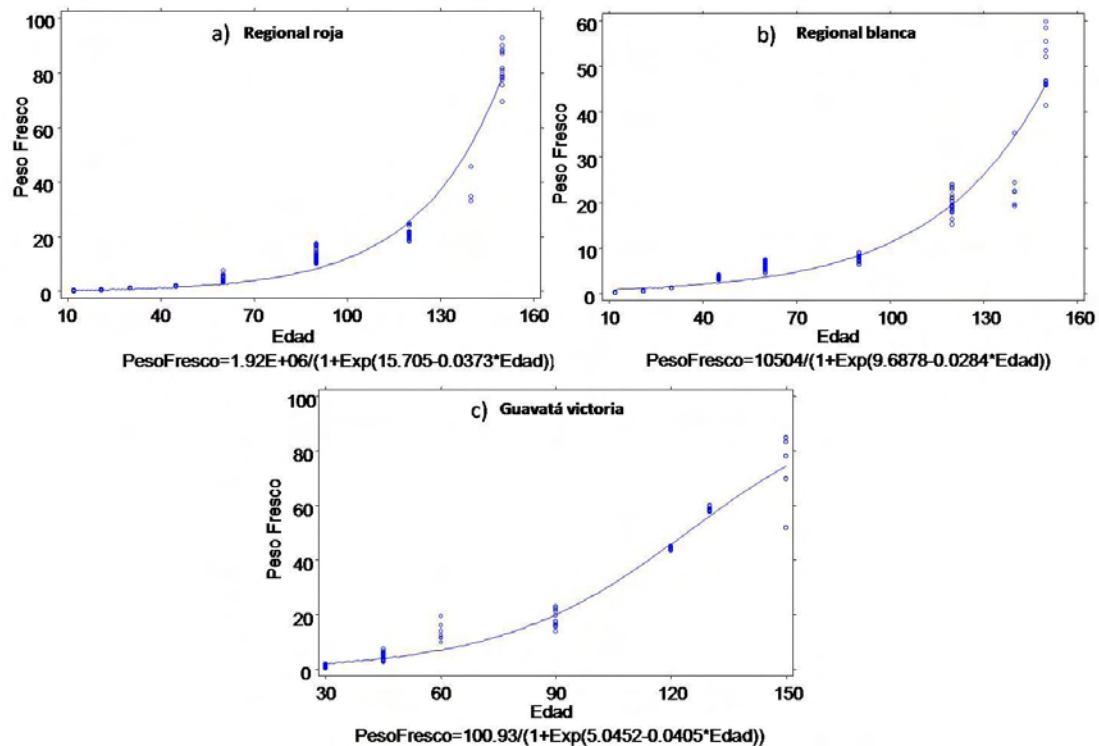 a) Regional roja
100
80
60
40
20
0
Peso Fresco
10 40 70 100 130 160
Edad
PesoFresco=1.92E+06/(1+Exp(15.705-0.0373*Edad))
b) Regional blanca
60
50
40
30
20
10
0
Peso Fresco
10 40 70 100 130 160
Edad
PesoFresco=10504/(1+Exp(9.6878-0.0284*Edad))
c) Guavatá victoria
100
80
60
40
20
0
Peso Fresco
30 60 90 120 150
Edad
PesoFresco=100.93/(1+Exp(5.0452-0.0405*Edad))